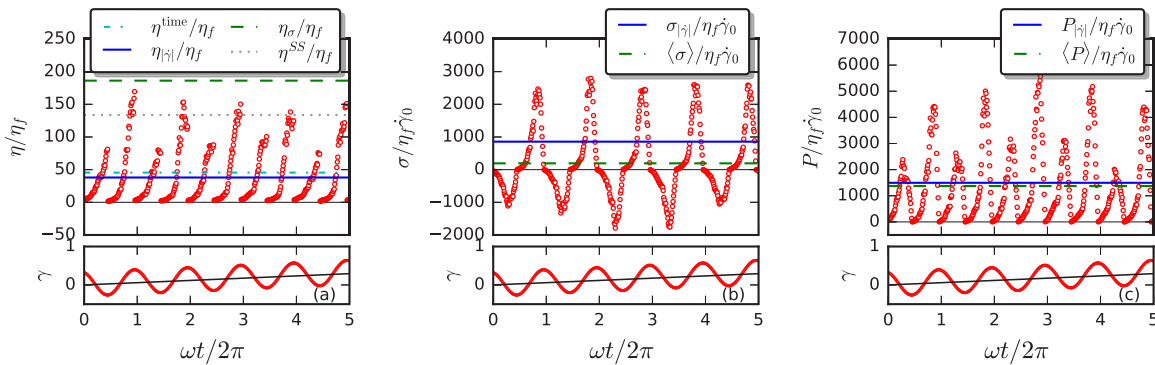 η^time/η_f η_σ/η_f
η_|γ̇|/η_f η^SS/η_f
250
200
150
100
50
0
−50
η/η_f
1
0
γ
(a)
0 1 2 3 4 5
ωt/2π
σ_|γ̇|/η_f γ̇_0
⟨σ⟩/η_f γ̇_0
4000
3000
2000
1000
0
−1000
−2000
σ/η_f γ̇_0
1
0
γ
(b)
0 1 2 3 4 5
ωt/2π
P_|γ̇|/η_f γ̇_0
⟨P⟩/η_f γ̇_0
7000
6000
5000
4000
3000
2000
1000
0
P/η_f γ̇_0
1
0
γ
(c)
0 1 2 3 4 5
ωt/2π